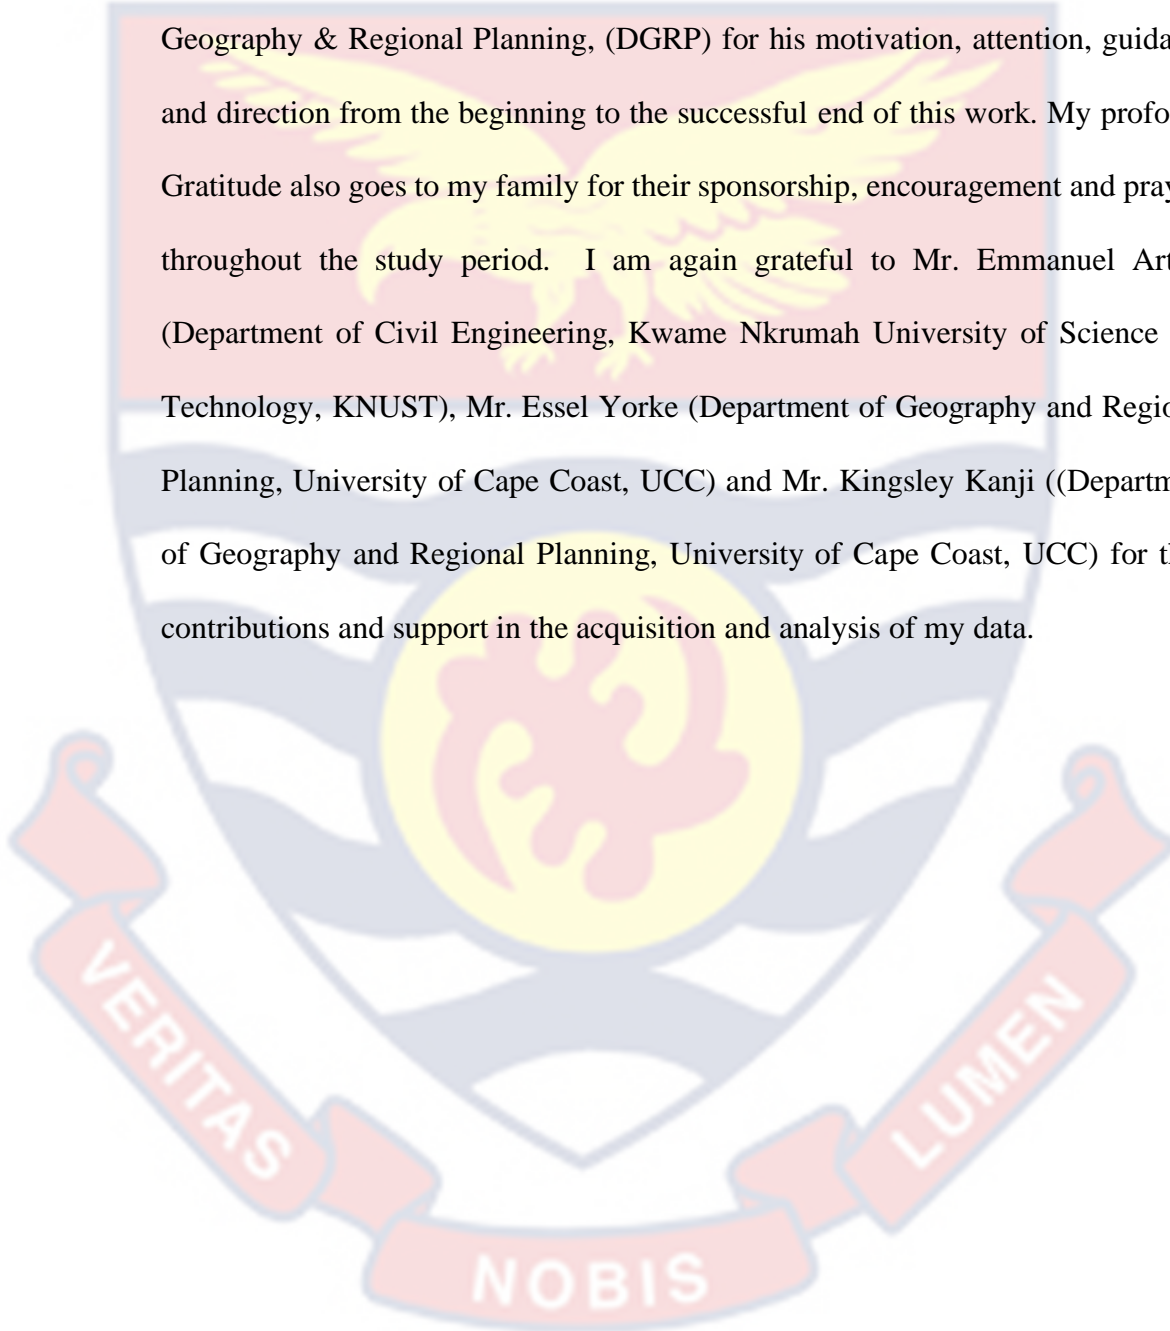 Geography & Regional Planning, (DGRP) for his motivation, attention, guida
and direction from the beginning to the successful end of this work. My profo
Gratitude also goes to my family for their sponsorship, encouragement and pray
throughout the study period. I am again grateful to Mr. Emmanuel Art
(Department of Civil Engineering, Kwame Nkrumah University of Science
Technology, KNUST), Mr. Essel Yorke (Department of Geography and Regio
Planning, University of Cape Coast, UCC) and Mr. Kingsley Kanji ((Departm
of Geography and Regional Planning, University of Cape Coast, UCC) for th
contributions and support in the acquisition and analysis of my data.
VERITAS
NOBIS
LUMEN